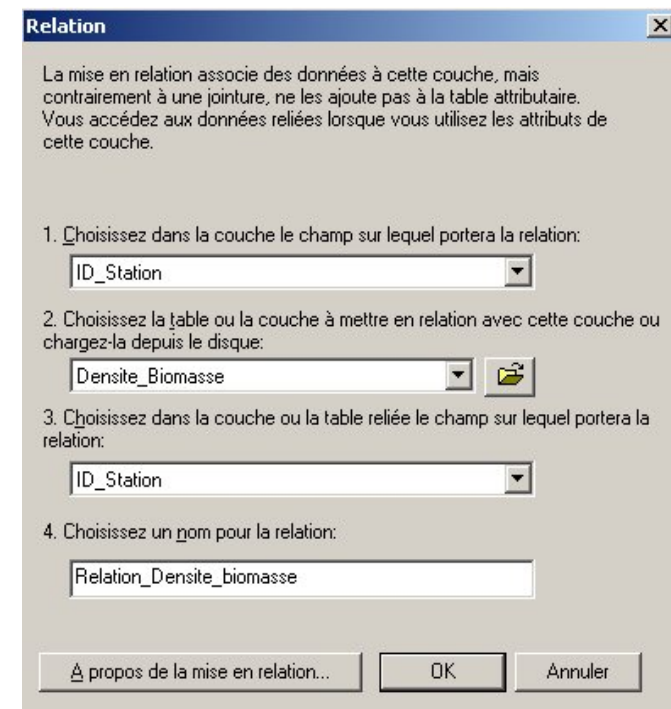 Relation
La mise en relation associe des données à cette couche, mais
contrairement à une jointure, ne les ajoute pas à la table attributaire.
Vous accédez aux données reliées lorsque vous utilisez les attributs de
cette couche.
1. Choisissez dans la couche le champ sur lequel portera la relation:
ID_Station
2. Choisissez la table ou la couche à mettre en relation avec cette couche ou
chargez-la depuis le disque:
Densite_Biomasse
3. Choisissez dans la couche ou la table reliée le champ sur lequel portera la
relation:
ID_Station
4. Choisissez un nom pour la relation:
Relation_Densite_biomasse
A propos de la mise en relation... OK Annuler